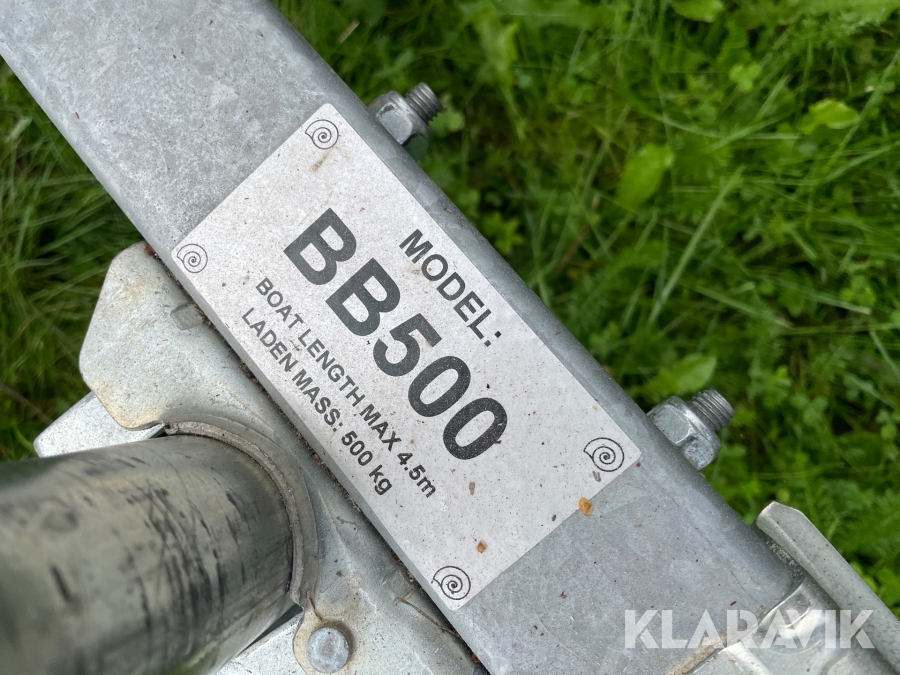 MODEL:
BB500
BOAT LENGTH MAX 4.5m
LADEN MASS: 500 kg
KLARAVIK